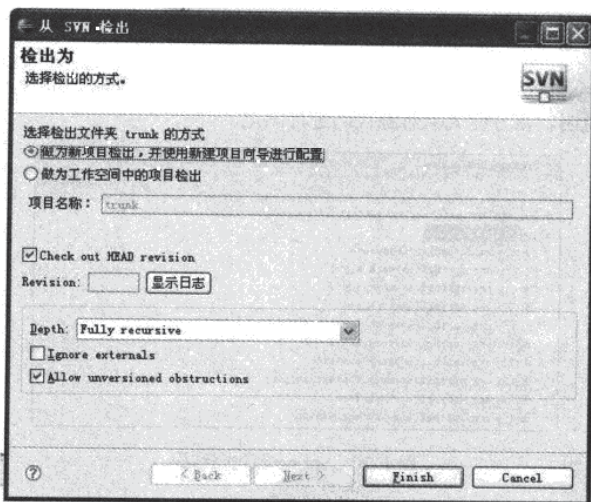 从 SVN 检出
检出为
选择检出的方式。
SVN
选择检出文件夹 trunk 的方式
做为新项目检出，并使用新建项目向导进行配置
做为工作空间中的项目检出
项目名称： trunk
Check out HEAD revision
Revision: 显示日志
Depth: Fully recursive
Ignore externals
Allow unversioned obstructions
? < Back Next > Finish Cancel